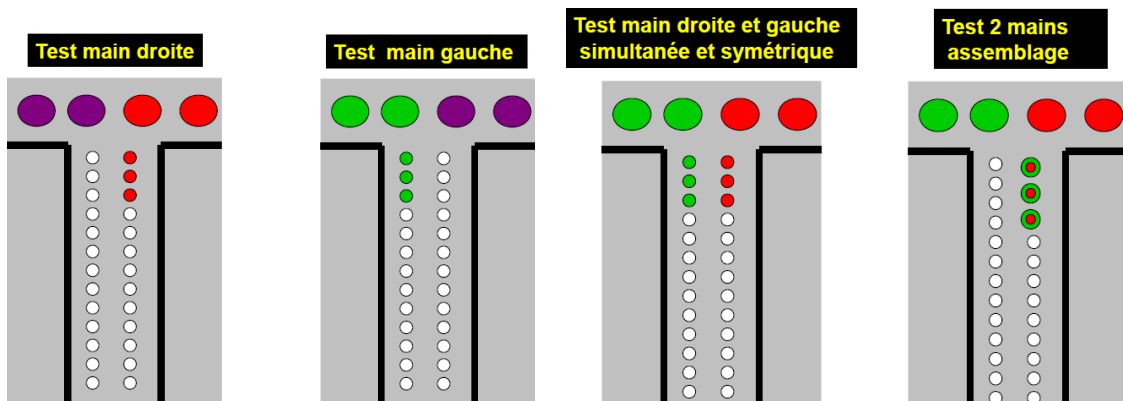 Test main droite
Test main gauche
Test main droite et gauche
simultanée et symétrique
Test 2 mains
assemblage